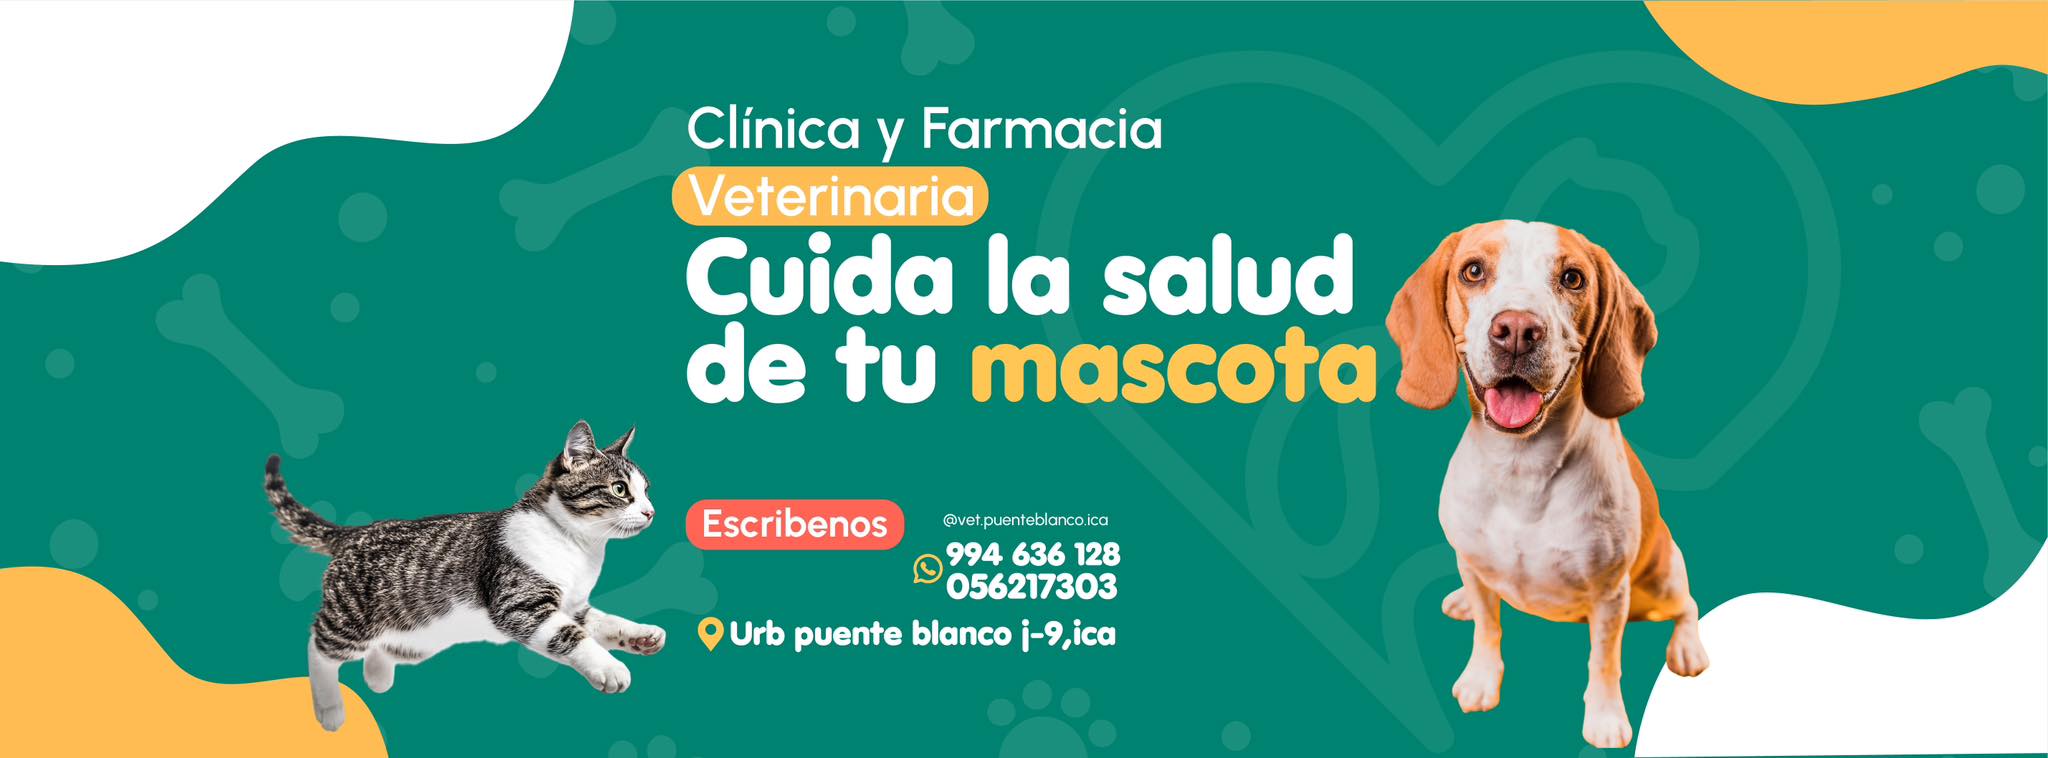 Clínica y Farmacia
Veterinaria
Cuida la salud
de tu mascota
Escribenos
@vet.puenteblanco.ica
994 636 128
056217303
Urb puente blanco j-9,ica